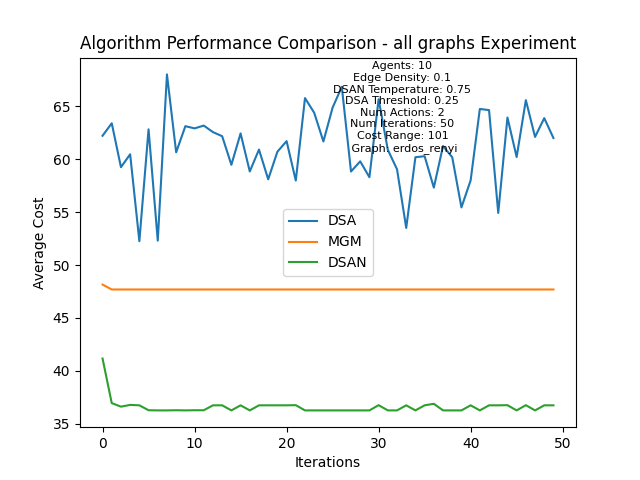 Algorithm Performance Comparison - all graphs Experiment
Agents: 10
Edge Density: 0.1
DSAN Temperature: 0.75
DSA Threshold: 0.25
Num Actions: 2
Num Iterations: 50
Cost Range: 101
Graph: erdos_renyi
65
60
55
50
45
40
35
Average Cost
DSA
MGM
DSAN
0
10
20
30
40
50
Iterations